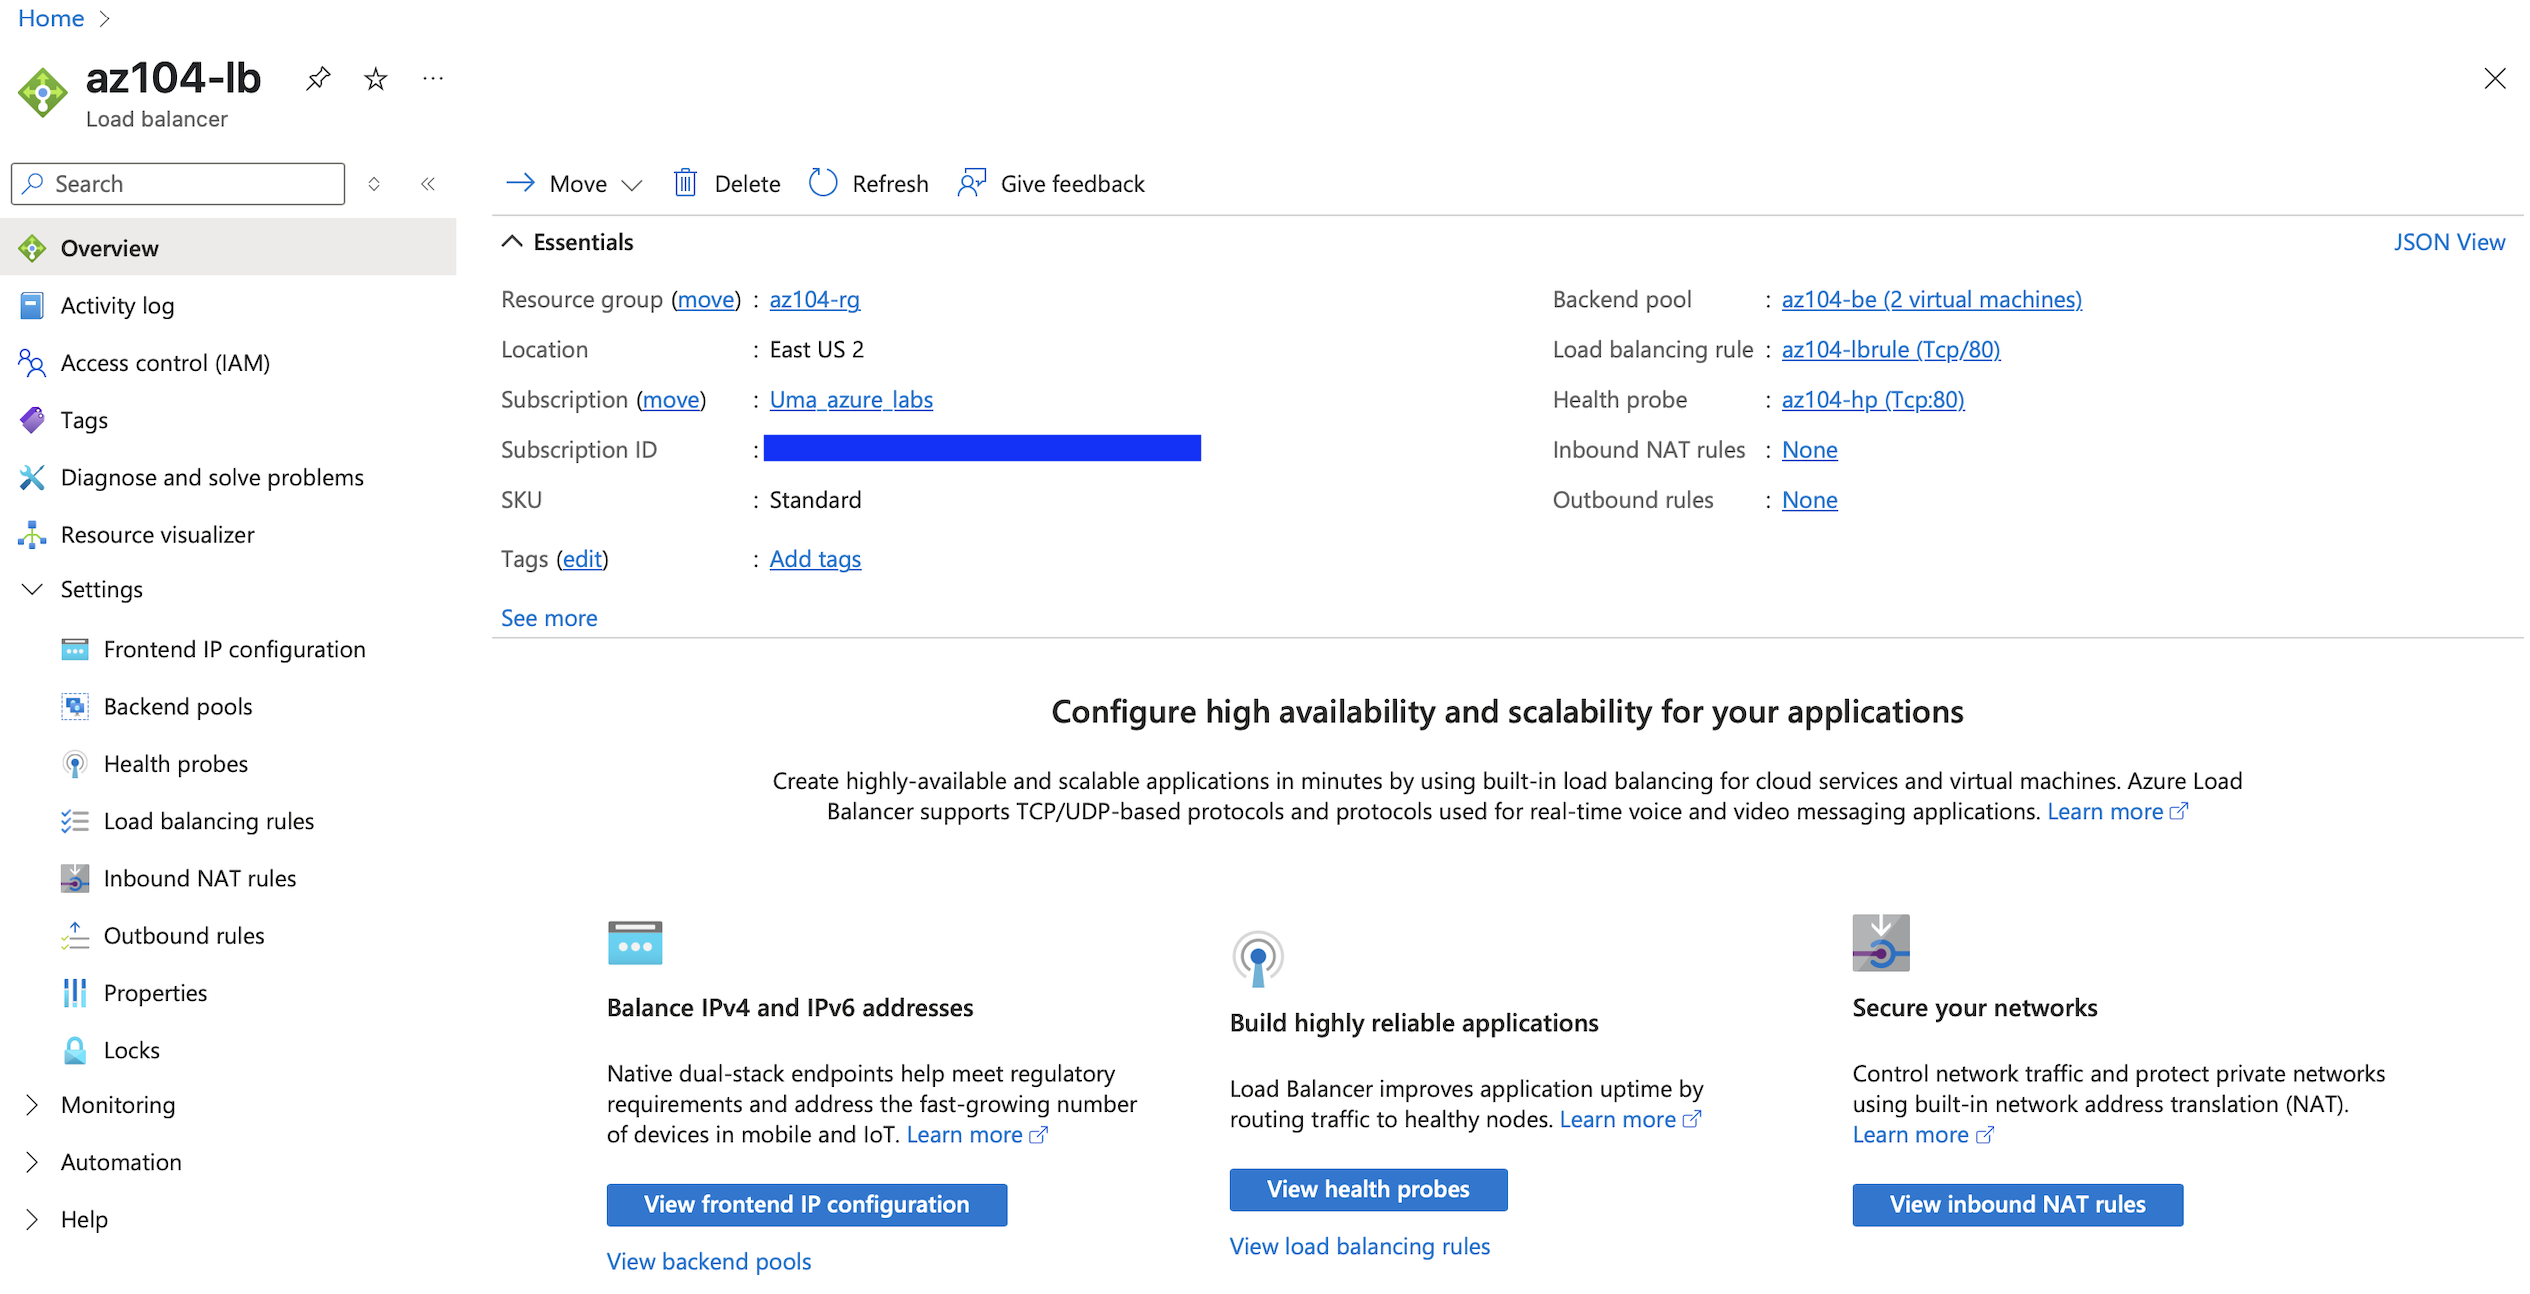 Home
az104-lb
Load balancer
Search
Move Delete Refresh Give feedback
Overview
Activity log
Access control (IAM)
Tags
Diagnose and solve problems
Resource visualizer
Settings
Frontend IP configuration
Backend pools
Health probes
Load balancing rules
Inbound NAT rules
Outbound rules
Properties
Locks
Monitoring
Automation
Help
Essentials
JSON View
Resource group (move) : az104-rg
Location : East US 2
Subscription (move) : Uma_azure_labs
Subscription ID :
SKU : Standard
Tags (edit) : Add tags
See more
Backend pool : az104-be (2 virtual machines)
Load balancing rule : az104-lbrule (Tcp/80)
Health probe : az104-hp (Tcp:80)
Inbound NAT rules : None
Outbound rules : None
Configure high availability and scalability for your applications
Create highly-available and scalable applications in minutes by using built-in load balancing for cloud services and virtual machines. Azure Load
Balancer supports TCP/UDP-based protocols and protocols used for real-time voice and video messaging applications. Learn more
Balance IPv4 and IPv6 addresses
Native dual-stack endpoints help meet regulatory
requirements and address the fast-growing number
of devices in mobile and IoT. Learn more
View frontend IP configuration
View backend pools
Build highly reliable applications
Load Balancer improves application uptime by
routing traffic to healthy nodes. Learn more
View health probes
View load balancing rules
Secure your networks
Control network traffic and protect private networks
using built-in network address translation (NAT).
Learn more
View inbound NAT rules